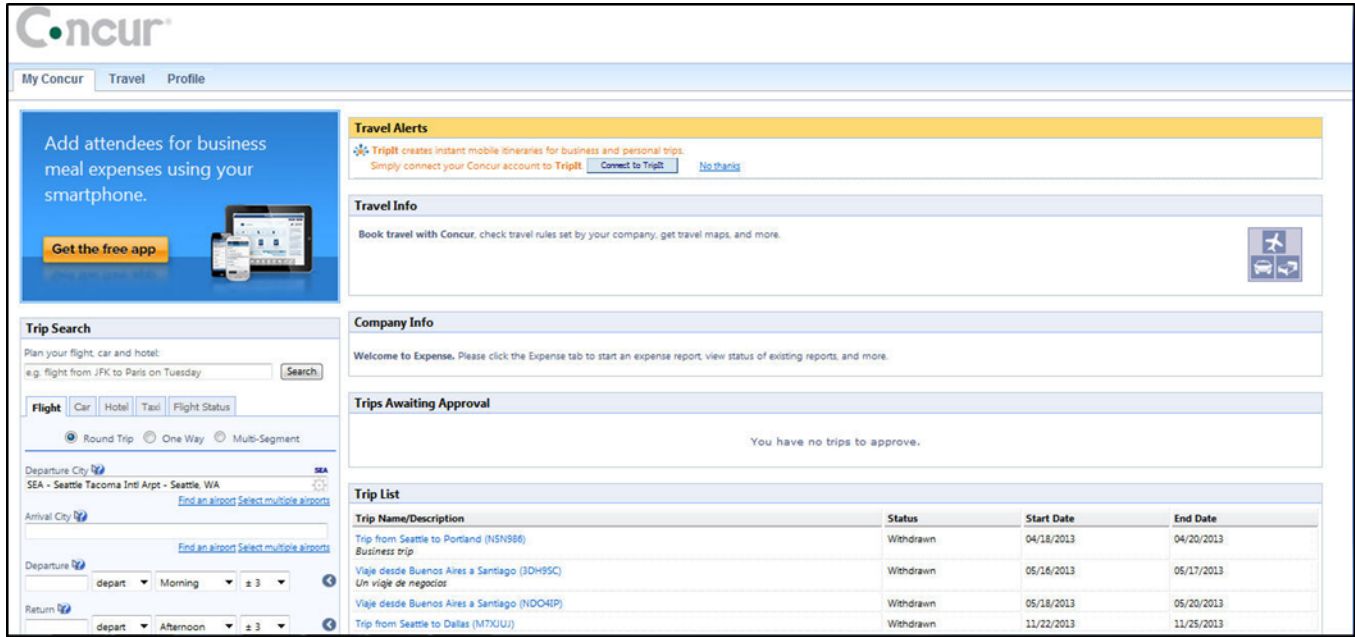 Concur
My Concur Travel Profile
Add attendees for business
meal expenses using your
smartphone.
Get the free app
Trip Search
Plan your flight, car and hotel:
e.g. flight from JFK to Paris on Tuesday Search
Flight Car Hotel Taxi Flight Status
Round Trip One Way Multi-Segment
Departure City SEA
SEA - Seattle Tacoma Intl Arpt - Seattle, WA
Find an airport Select multiple airports
Arrival City
Find an airport Select multiple airports
Departure
depart Morning ± 3
Return
depart Afternoon ± 3
Travel Alerts
TripIt creates instant mobile itineraries for business and personal trips.
Simply connect your Concur account to TripIt. Connect to TripIt No thanks
Travel Info
Book travel with Concur, check travel rules set by your company, get travel maps, and more.
Company Info
Welcome to Expense. Please click the Expense tab to start an expense report, view status of existing reports, and more.
Trips Awaiting Approval
You have no trips to approve.
Trip List
Trip Name/Description Status Start Date End Date
Trip from Seattle to Portland (NSN986) Withdrawn 04/18/2013 04/20/2013
Business trip
Viaje desde Buenos Aires a Santiago (3DH9SC) Withdrawn 05/16/2013 05/17/2013
Un viaje de negocios
Viaje desde Buenos Aires a Santiago (NDO4IP) Withdrawn 05/18/2013 05/20/2013
Trip from Seattle to Dallas (M7XJUJ) Withdrawn 11/22/2013 11/25/2013